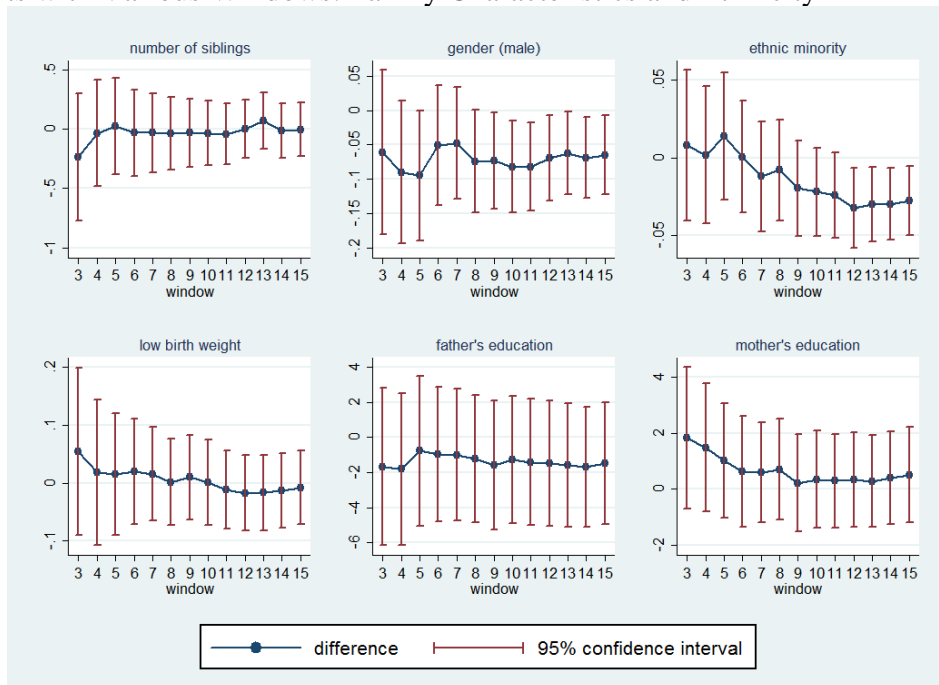 Windows: Family Characteristics and
number of siblings
.5
0
-.5
-1
3 4 5 6 7 8 9 10 11 12 13 14 15
window
gender (male)
.05
0
-.05
-.1
-.15
-.2
3 4 5 6 7 8 9 10 11 12 13 14 15
window
ethnic minority
.05
0
-.05
3 4 5 6 7 8 9 10 11 12 13 14 15
window
low birth weight
.2
.1
0
-.1
3 4 5 6 7 8 9 10 11 12 13 14 15
window
father's education
4
2
0
-2
-4
-6
3 4 5 6 7 8 9 10 11 12 13 14 15
window
mother's education
4
2
0
-2
3 4 5 6 7 8 9 10 11 12 13 14 15
window
difference
95% confidence interval